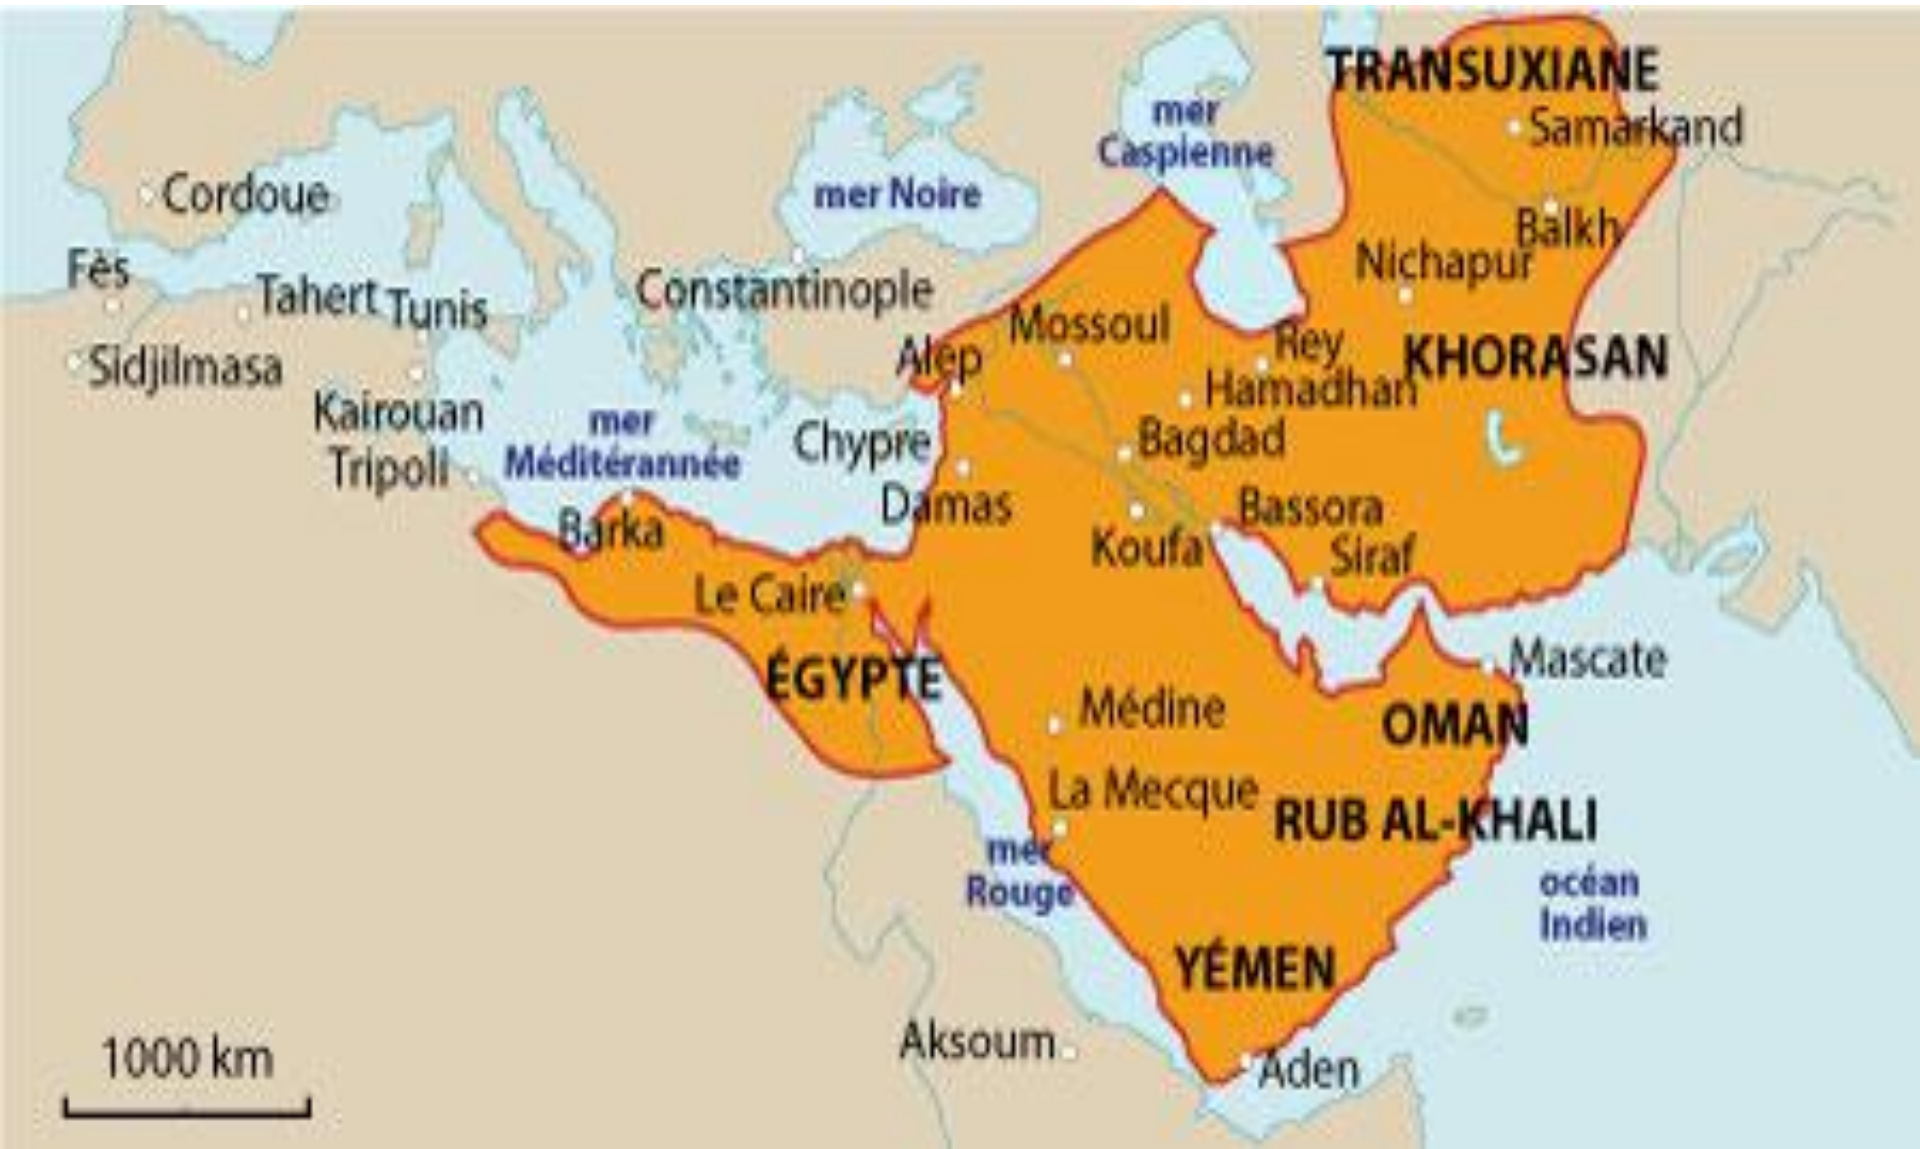 TRANSUXIANE
mer
Caspienne
Samarkand
Cordoue
mer Noire
Balkh
Nichapur
Fès
Tahert
Tunis
Constantinople
Mossoul
Rey
Alep
KHORASAN
Sidjilmasa
Hamadhan
Kairouan
mer
Méditérannée
Chypre
Bagdad
Tripoli
Damas
Bassora
Barka
Koufa
Siraf
Le Caire
ÉGYPTE
Mascate
Médine
OMAN
La Mecque
RUB AL-KHALI
mer
Rouge
océan
Indien
YÉMEN
Aksoum
Aden
1000 km